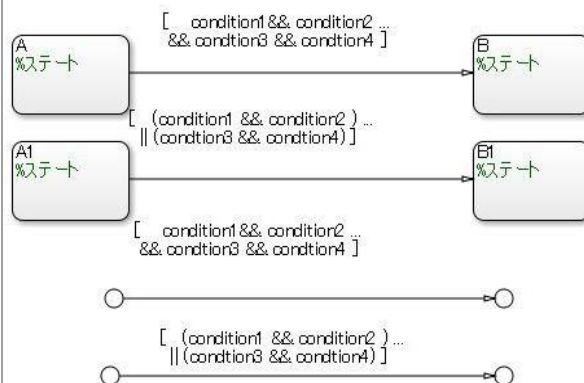 [ condition1 && condition2 ...
&& condtion3 && condtion4 ]
A
%ステート
B
%ステート
[ (condition1 && condition2 ) ...
|| (condtion3 && condtion4) ]
A1
%ステート
B1
%ステート
[ condition1 && condition2 ...
&& condtion3 && condtion4 ]
[ (condition1 && condition2 ) ...
|| (condtion3 && condtion4) ]